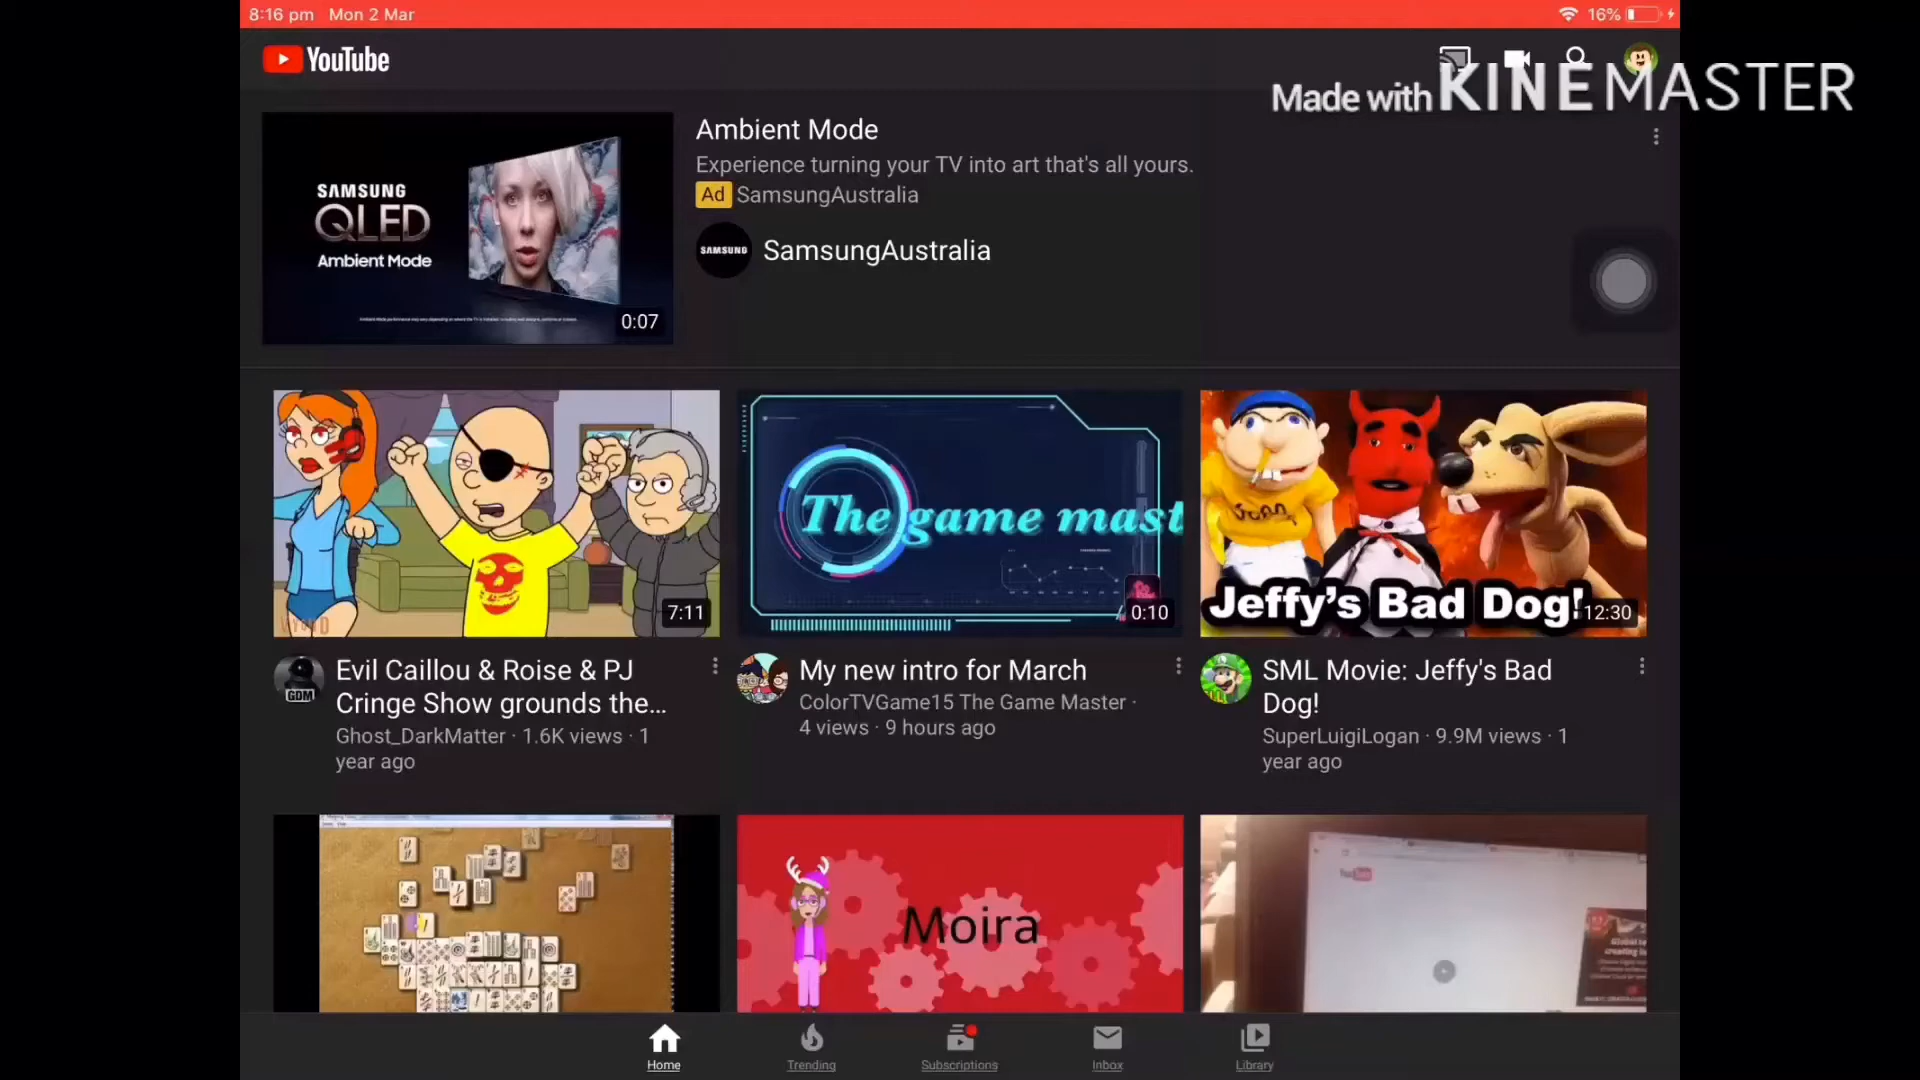 8:16 pm Mon 2 Mar
16%
YouTube
Made with KINEMASTER
SAMSUNG
QLED
Ambient Mode
0:07
Ambient Mode
Experience turning your TV into art that's all yours.
Ad SamsungAustralia
SAMSUNG SamsungAustralia
7:11
The game mast
0:10
Jeffy's Bad Dog!
12:30
GDM
Evil Caillou & Roise & PJ
Cringe Show grounds the...
Ghost_DarkMatter · 1.6K views · 1
year ago
My new intro for March
ColorTVGame15 The Game Master ·
4 views · 9 hours ago
SML Movie: Jeffy's Bad
Dog!
SuperLuigiLogan · 9.9M views · 1
year ago
Moira
YouTube
Home
Trending
Subscriptions
Inbox
Library